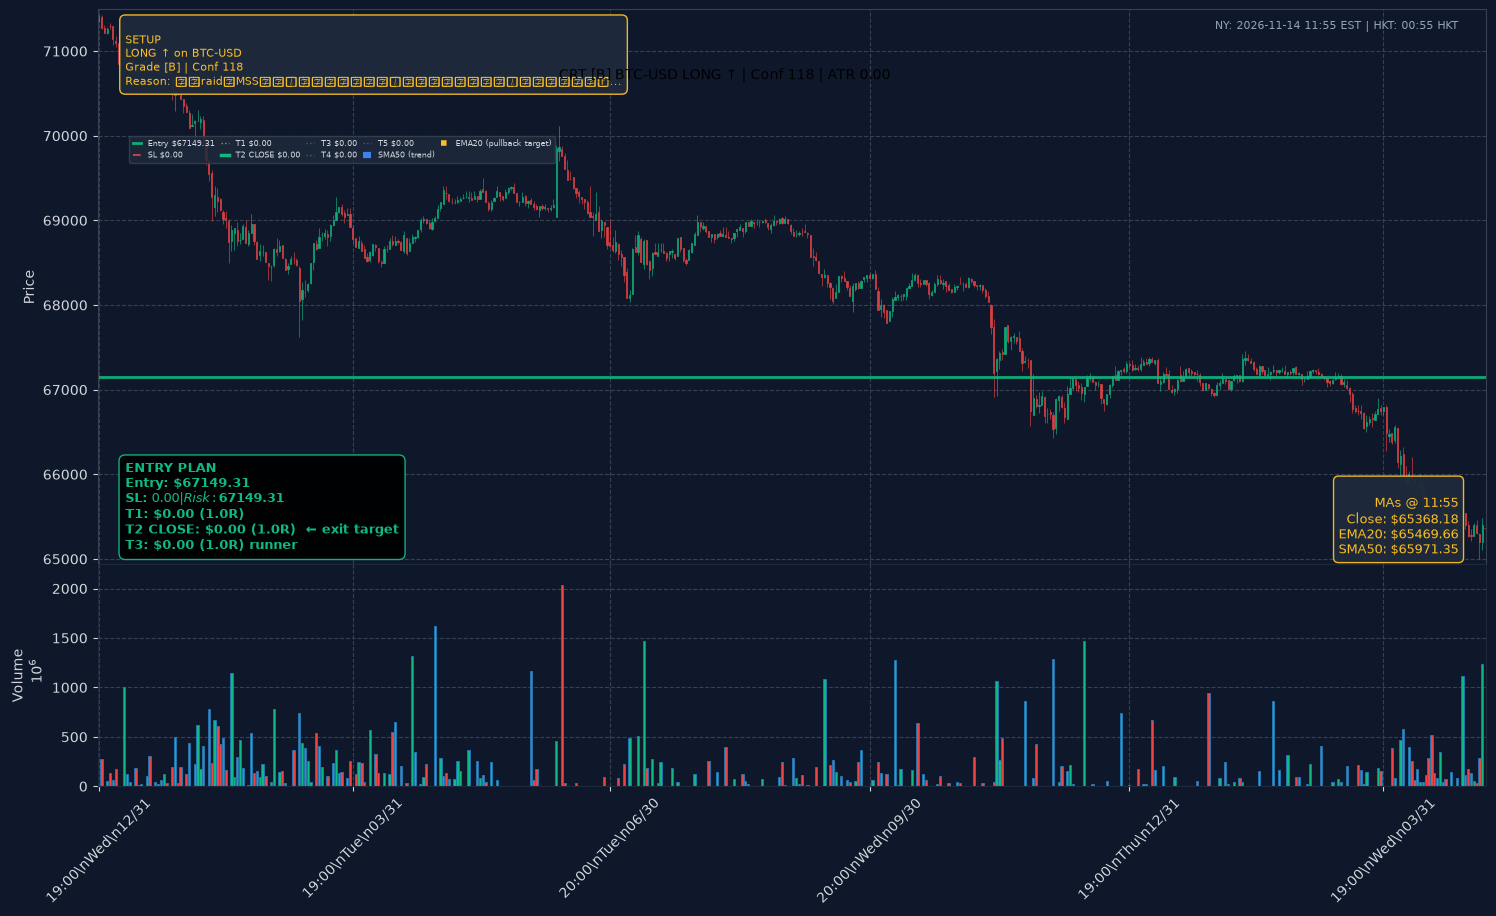 NY: 2026-11-14 11:55 EST | HKT: 00:55 HKT
SETUP
LONG ↑ on BTC-USD
Grade [B] | Conf 118
Reason: raid MSS ...
CRT [B] BTC-USD LONG ↑ | Conf 118 | ATR 0.00
Entry $67149.31
SL $0.00
T1 $0.00
T2 CLOSE $0.00
T3 $0.00
T4 $0.00
T5 $0.00
SMA50 (trend)
EMA20 (pullback target)
Price
71000
70000
69000
68000
67000
66000
65000
ENTRY PLAN
Entry: $67149.31
SL: 0.00|Risk:67149.31
T1: $0.00 (1.0R)
T2 CLOSE: $0.00 (1.0R) ← exit target
T3: $0.00 (1.0R) runner
MAs @ 11:55
Close: $65368.18
EMA20: $65469.66
SMA50: $65971.35
Volume
10⁶
2000
1500
1000
500
0
19:00\nWed\n12/31
19:00\nTue\n03/31
20:00\nTue\n06/30
20:00\nWed\n09/30
19:00\nThu\n12/31
19:00\nWed\n03/31